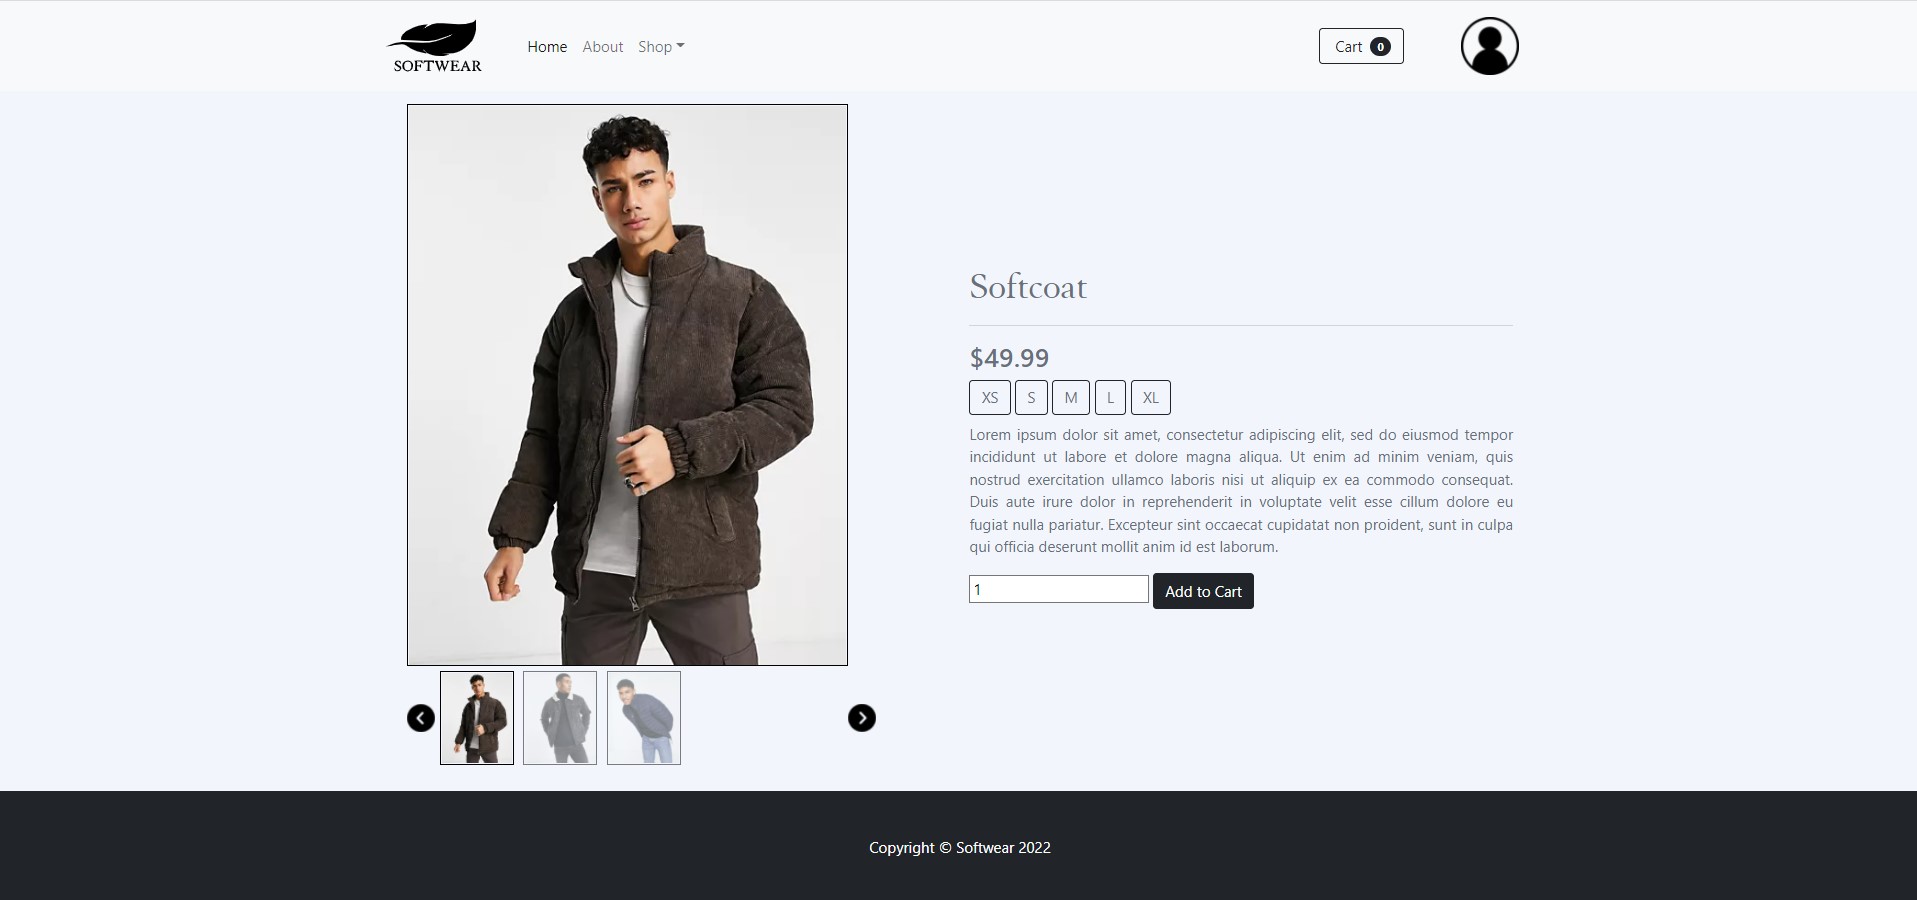 SOFTWEAR
Home About Shop
Cart 0
Softcoat
$49.99
XS S M L XL
Lorem ipsum dolor sit amet, consectetur adipiscing elit, sed do eiusmod tempor
incididunt ut labore et dolore magna aliqua. Ut enim ad minim veniam, quis
nostrud exercitation ullamco laboris nisi ut aliquip ex ea commodo consequat.
Duis aute irure dolor in reprehenderit in voluptate velit esse cillum dolore eu
fugiat nulla pariatur. Excepteur sint occaecat cupidatat non proident, sunt in culpa
qui officia deserunt mollit anim id est laborum.
1 Add to Cart
Copyright © Softwear 2022